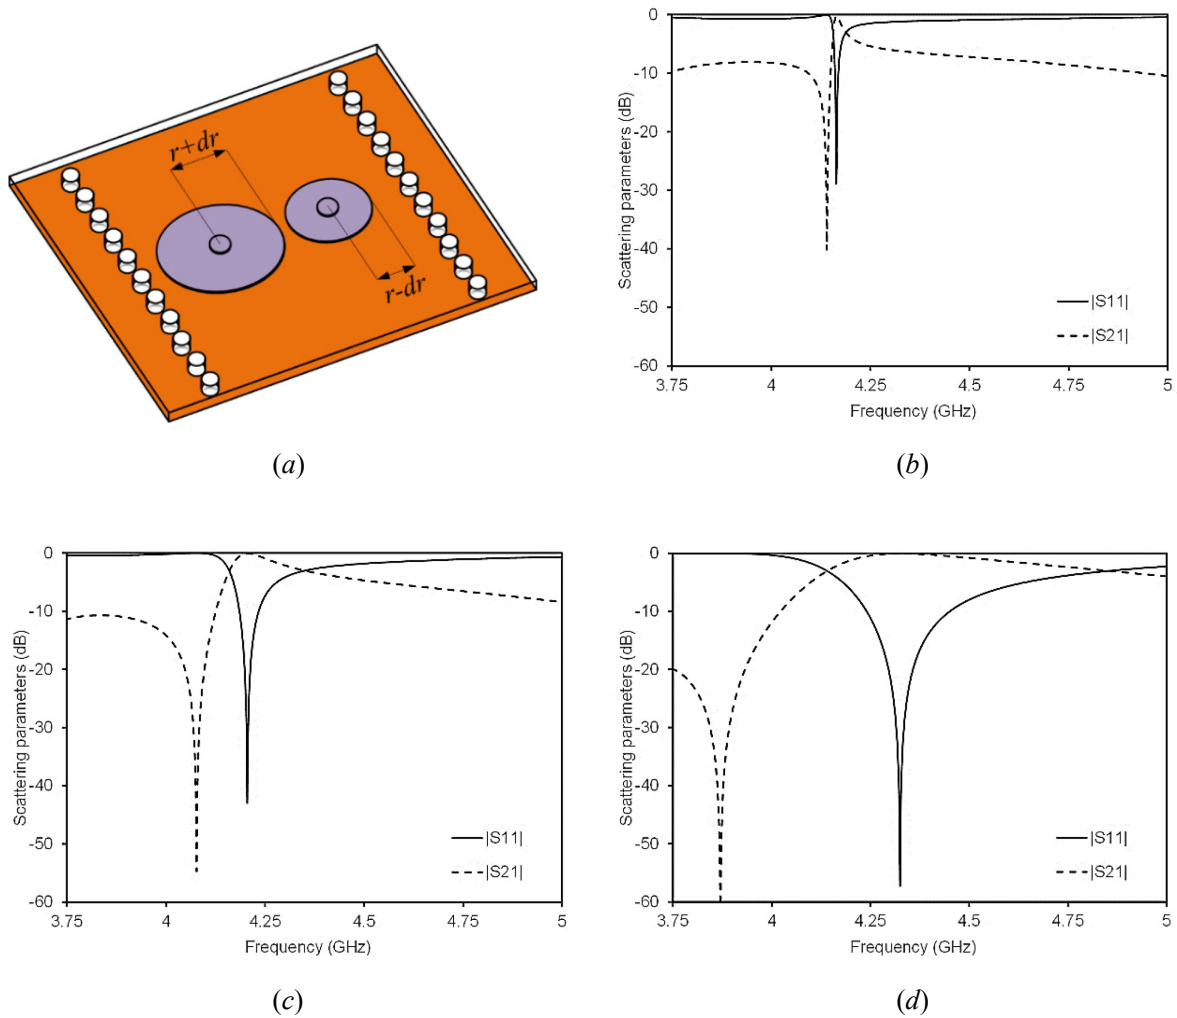 r+dr
r-dr
(a)
0
-10
-20
-30
-40
-50
-60
Scattering parameters (dB)
|S11|
|S21|
3.75 4 4.25 4.5 4.75 5
Frequency (GHz)
(b)
0
-10
-20
-30
-40
-50
-60
Scattering parameters (dB)
|S11|
|S21|
3.75 4 4.25 4.5 4.75 5
Frequency (GHz)
(c)
0
-10
-20
-30
-40
-50
-60
Scattering parameters (dB)
|S11|
|S21|
3.75 4 4.25 4.5 4.75 5
Frequency (GHz)
(d)